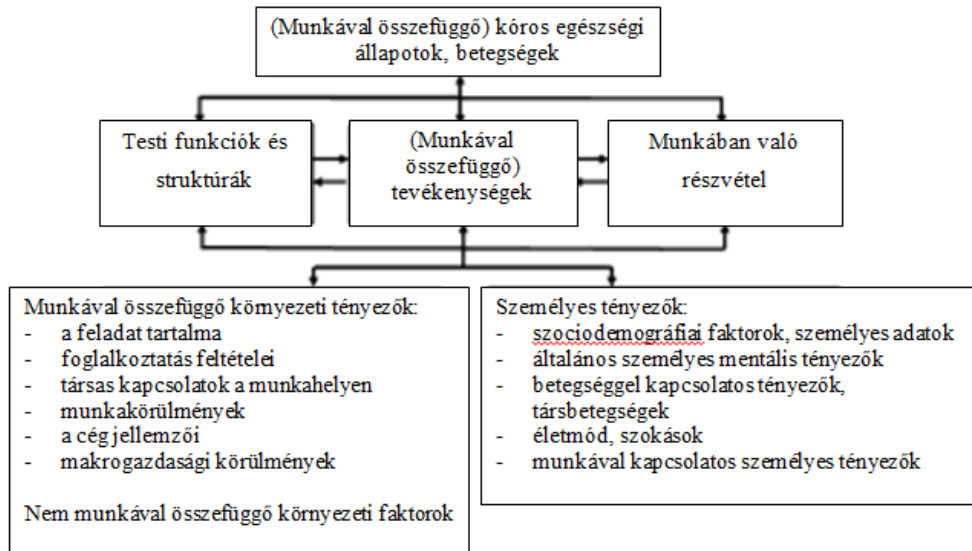 (Munkával összefüggő) kóros egészségi
állapotok, betegségek
Testi funkciók és
struktúrák
(Munkával
összefüggő)
tevékenységek
Munkában való
részvétel
Munkával összefüggő környezeti tényezők:
- a feladat tartalma
- foglalkoztatás feltételei
- társas kapcsolatok a munkahelyen
- munkakörülmények
- a cég jellemzői
- makrogazdasági körülmények
Nem munkával összefüggő környezeti faktorok
Személyes tényezők:
- szociodemográfiai faktorok, személyes adatok
- általános személyes mentális tényezők
- betegséggel kapcsolatos tényezők,
társbetegségek
- életmód, szokások
- munkával kapcsolatos személyes tényezők